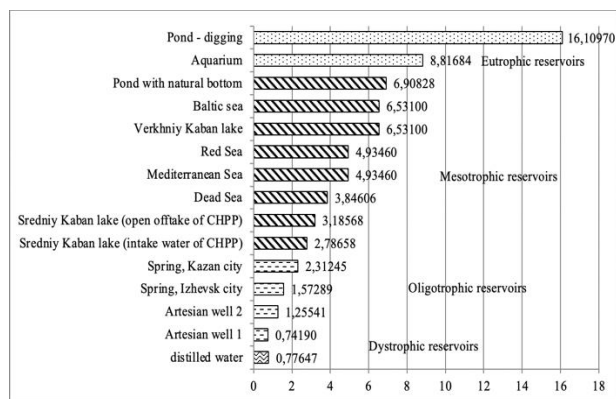 Pond - digging 16,10970
Aquarium 8,81684 Eutrophic reservoirs
Pond with natural bottom 6,90828
Baltic sea 6,53100
Verkhniy Kaban lake 6,53100
Red Sea 4,93460
Mediterranean Sea 4,93460 Mesotrophic reservoirs
Dead Sea 3,84606
Sredniy Kaban lake (open offtake of CHPP) 3,18568
Sredniy Kaban lake (intake water of CHPP) 2,78658
Spring, Kazan city 2,31245
Spring, Izhevsk city 1,57289 Oligotrophic reservoirs
Artesian well 2 1,25541
Artesian well 1 0,74190
Dystrophic reservoirs
distilled water 0,77647
0 2 4 6 8 10 12 14 16 18